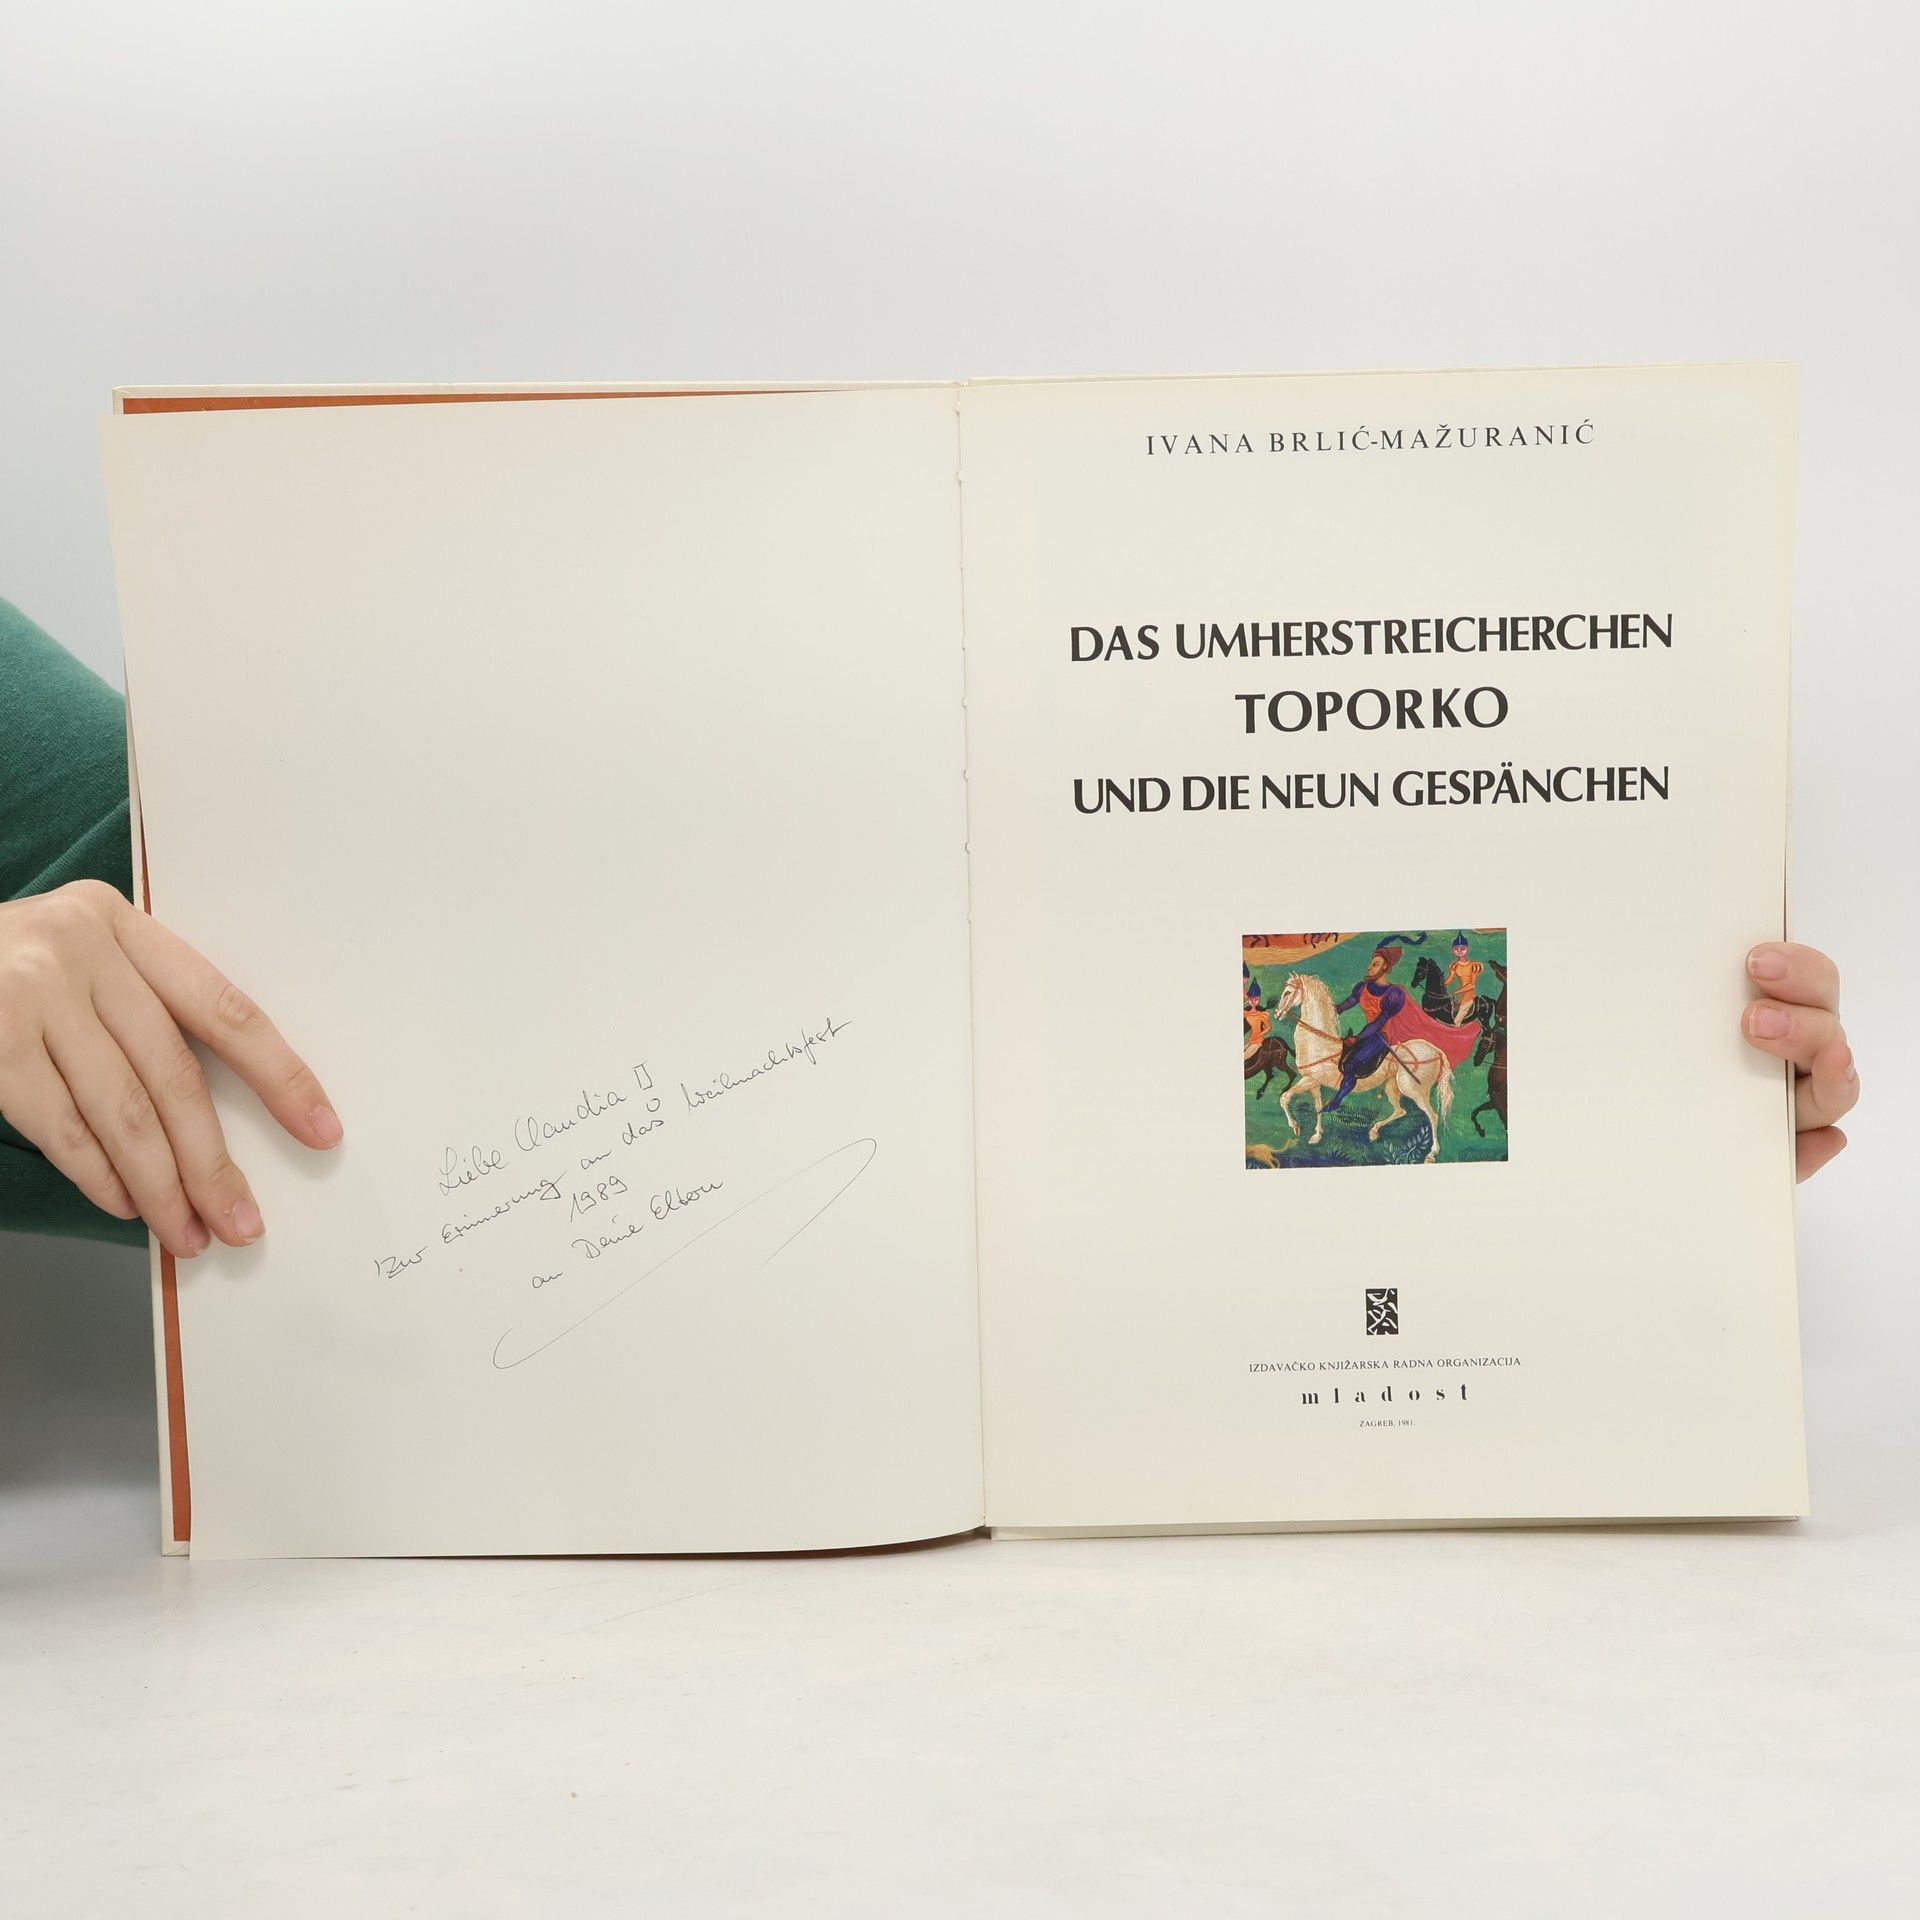 Liebe Claudia!
Zur Erinnerung an das Weihnachtsfest
1989
an Deine Eltern
IVANA BRLIĆ-MAŽURANIĆ
DAS UMHERSTREICHERCHEN
TOPORKO
UND DIE NEUN GESPÄNCHEN
IZDAVAČKO KNJIŽARSKA RADNA ORGANIZACIJA
mladost
ZAGREB, 1981.